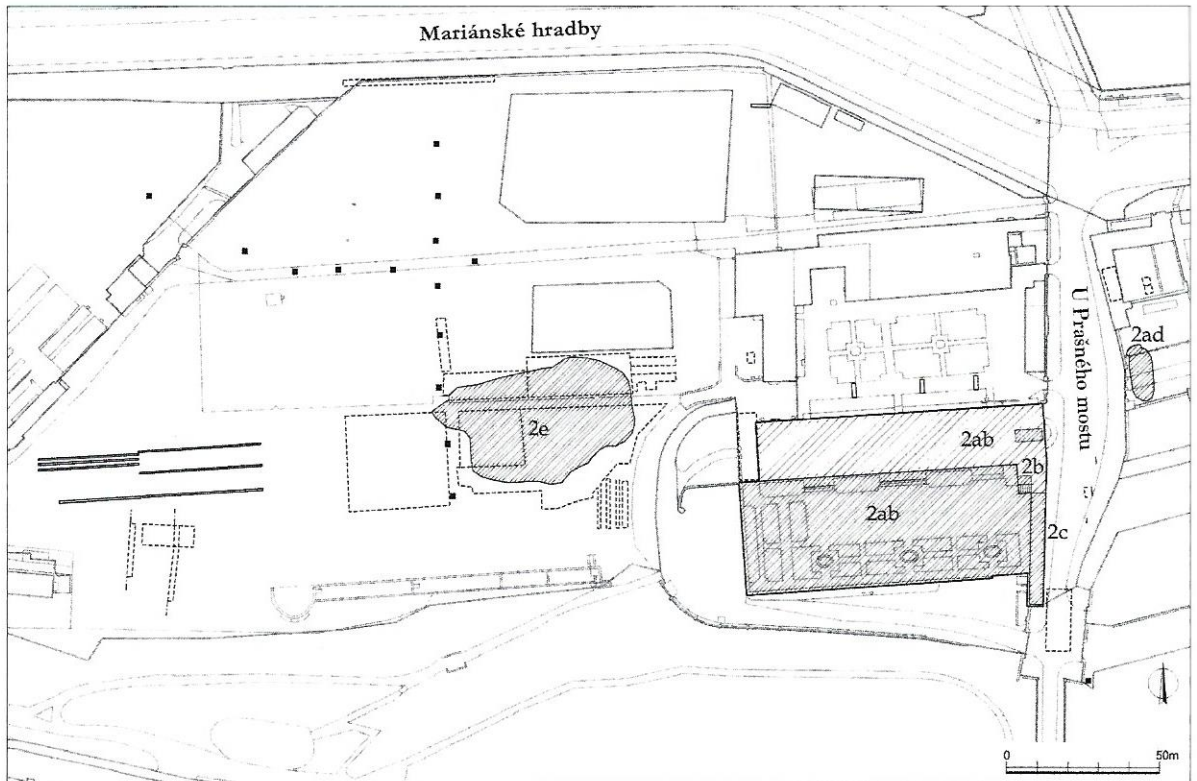 Mariánské hradby
U Prašného mostu
2ad
2e
2ab
2b
2ab
2c
0 50m